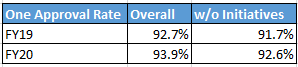 One Approval Rate Overall w/o Initiatives
FY19 92.7% 91.7%
FY20 93.9% 92.6%